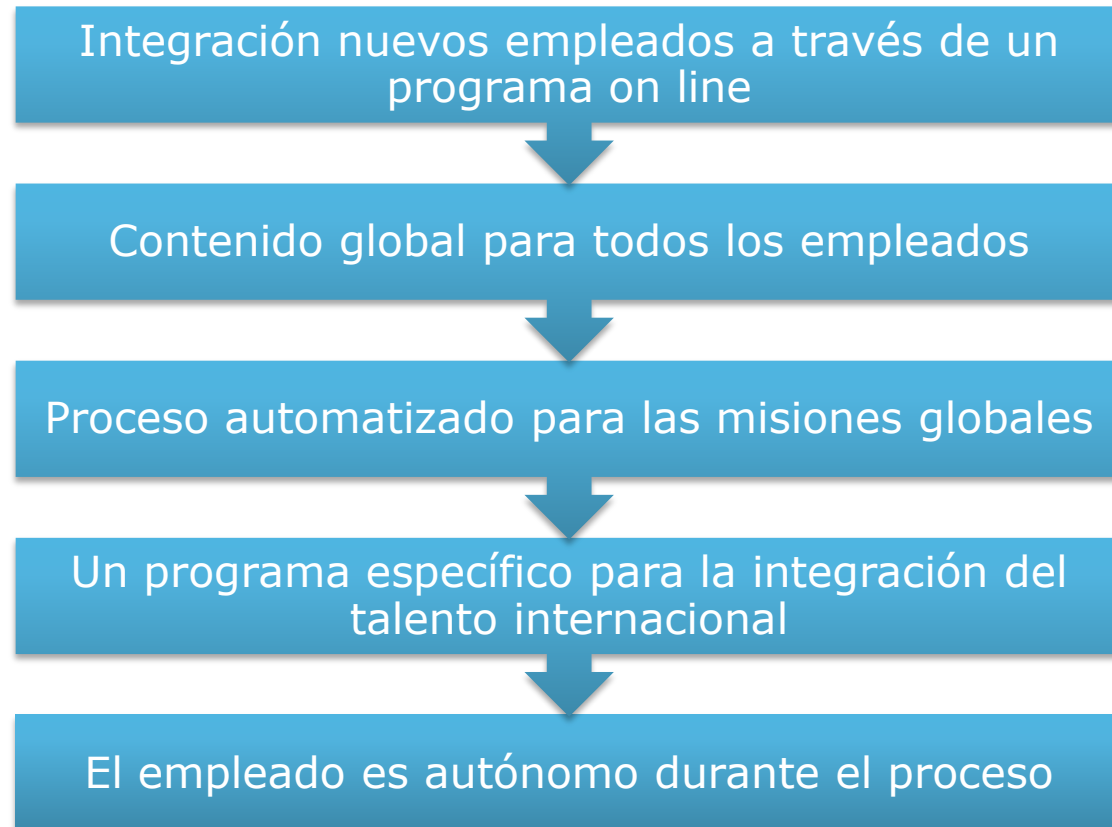 Integración nuevos empleados a través de un
programa on line
Contenido global para todos los empleados
Proceso automatizado para las misiones globales
Un programa específico para la integración del
talento internacional
El empleado es autónomo durante el proceso